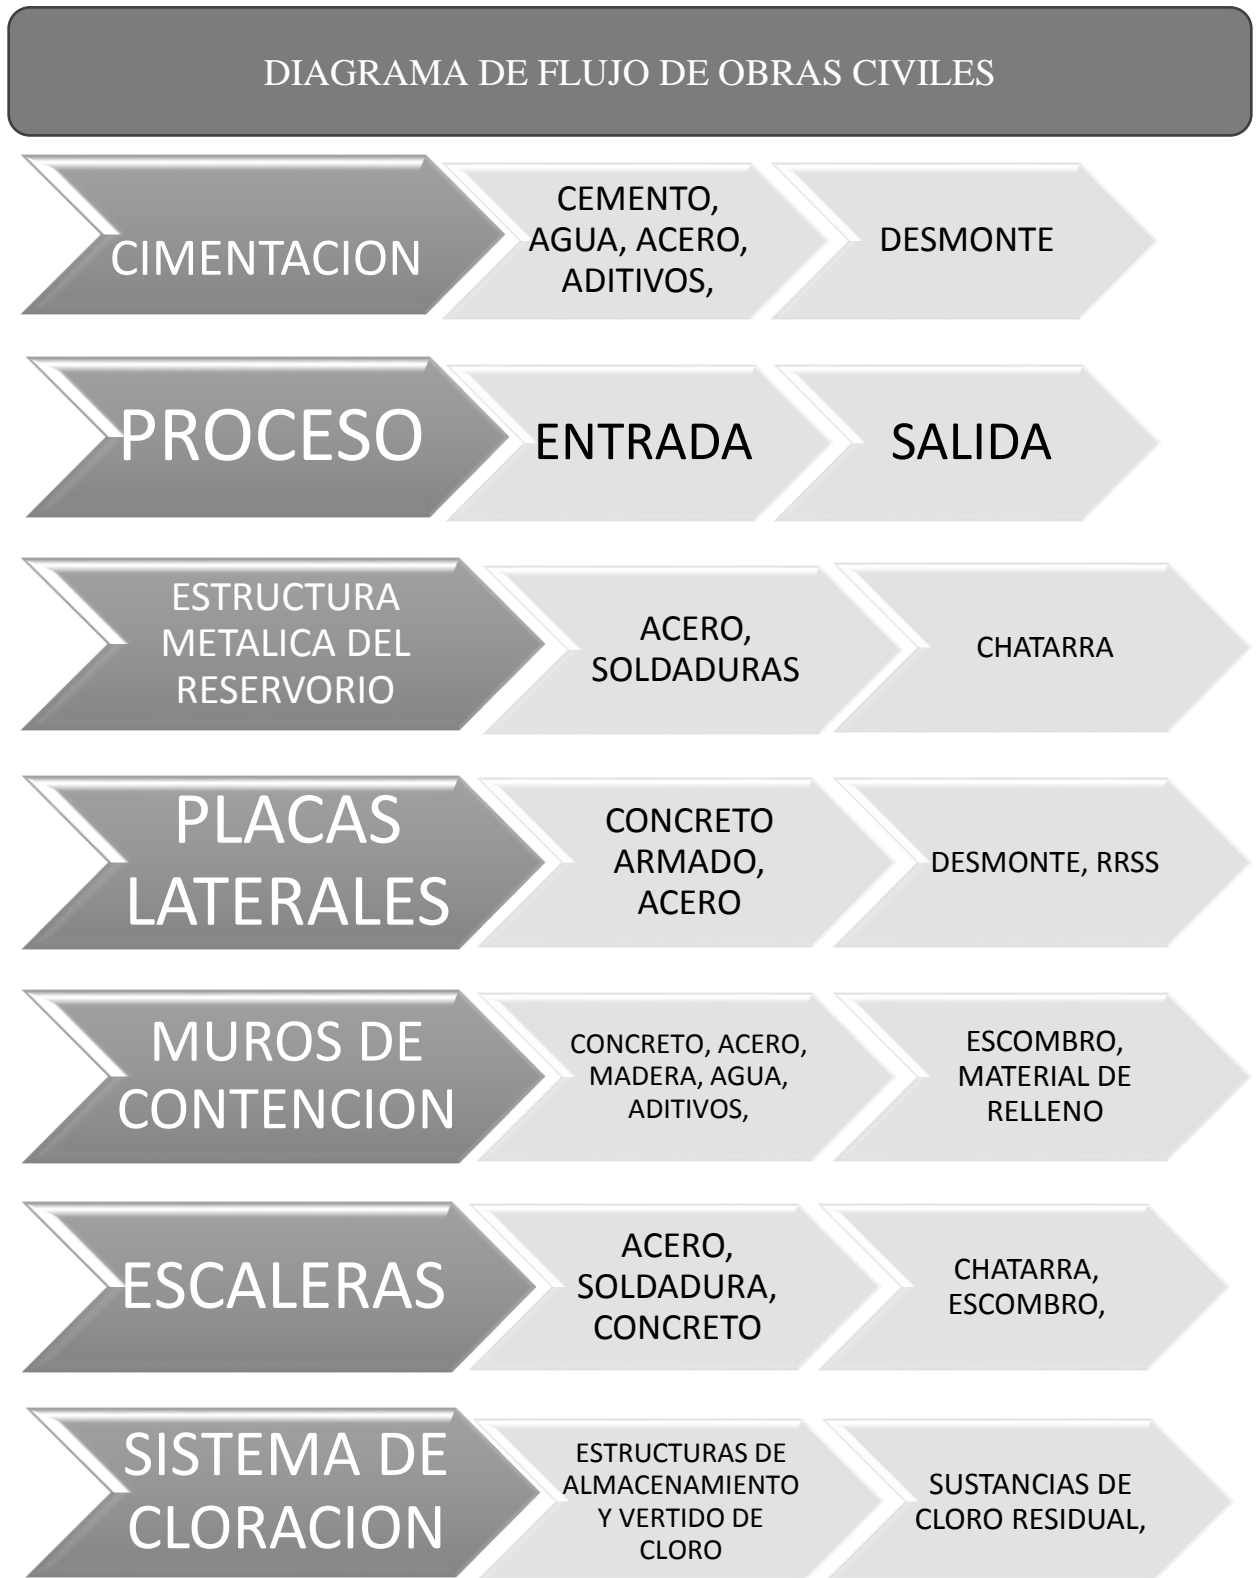 DIAGRAMA DE FLUJO DE OBRAS CIVILES
CIMENTACION
CEMENTO,
AGUA, ACERO,
ADITIVOS,
DESMONTE
PROCESO
ENTRADA
SALIDA
ESTRUCTURA
METALICA DEL
RESERVORIO
ACERO,
SOLDADURAS
CHATARRA
PLACAS
LATERALES
CONCRETO
ARMADO,
ACERO
DESMONTE, RRSS
MUROS DE
CONTENCION
CONCRETO, ACERO,
MADERA, AGUA,
ADITIVOS,
ESCOMBRO,
MATERIAL DE
RELLENO
ESCALERAS
ACERO,
SOLDADURA,
CONCRETO
CHATARRA,
ESCOMBRO,
SISTEMA DE
CLORACION
ESTRUCTURAS DE
ALMACENAMIENTO
Y VERTIDO DE
CLORO
SUSTANCIAS DE
CLORO RESIDUAL,